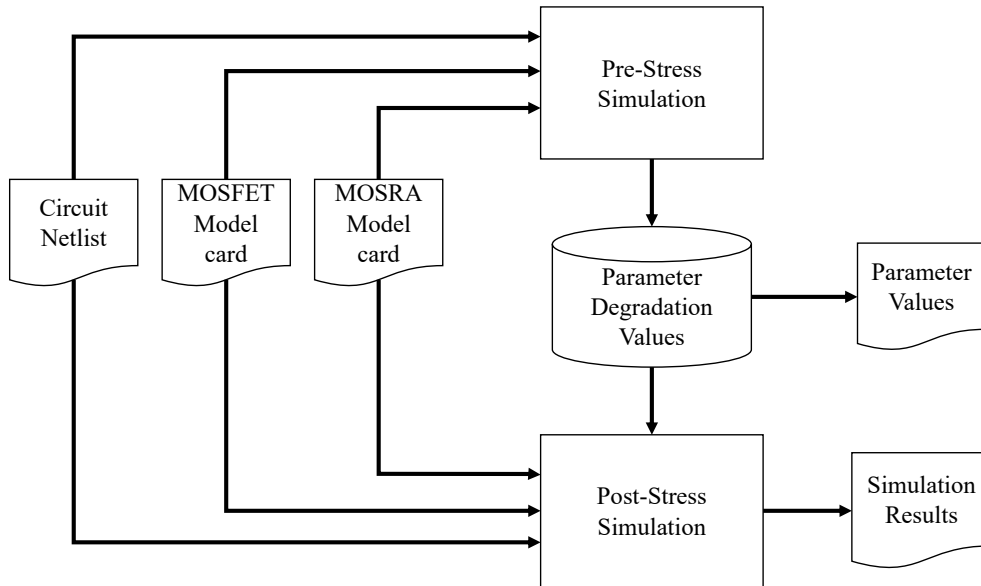 Pre-Stress
Simulation
Circuit
Netlist
MOSFET
Model
card
MOSRA
Model
card
Parameter
Degradation
Values
Parameter
Values
Post-Stress
Simulation
Simulation
Results